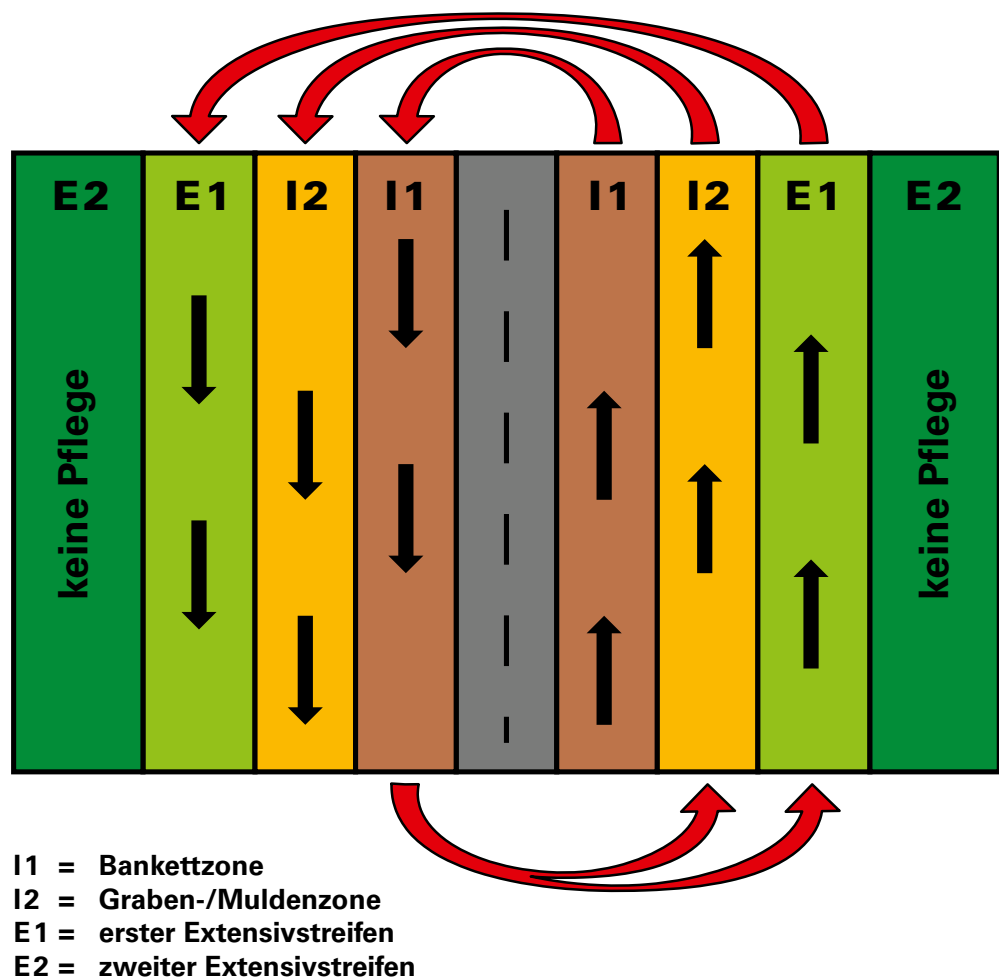 E2 E1 I2 I1 I1 I2 E1 E2
keine Pflege
keine Pflege
I1 = Bankettzone
I2 = Graben-/Muldenzone
E1 = erster Extensivstreifen
E2 = zweiter Extensivstreifen